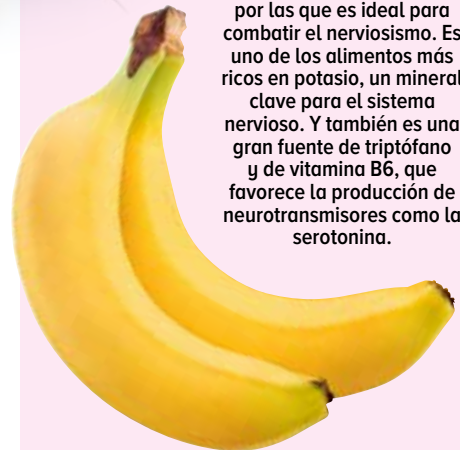 por las que es ideal para
combatir el nerviosismo. Es
uno de los alimentos más
ricos en potasio, un mineral
clave para el sistema
nervioso. Y también es una
gran fuente de triptófano
y de vitamina B6, que
favorece la producción de
neurotransmisores como la
serotonina.